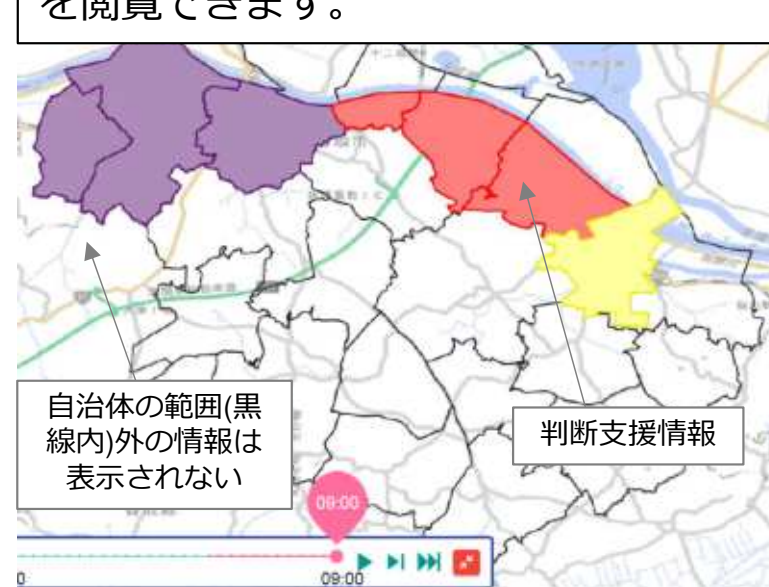 を閲覧できます。
自治体の範囲(黒
線内)外の情報は
表示されない
判断支援情報
09:00
0
09:00